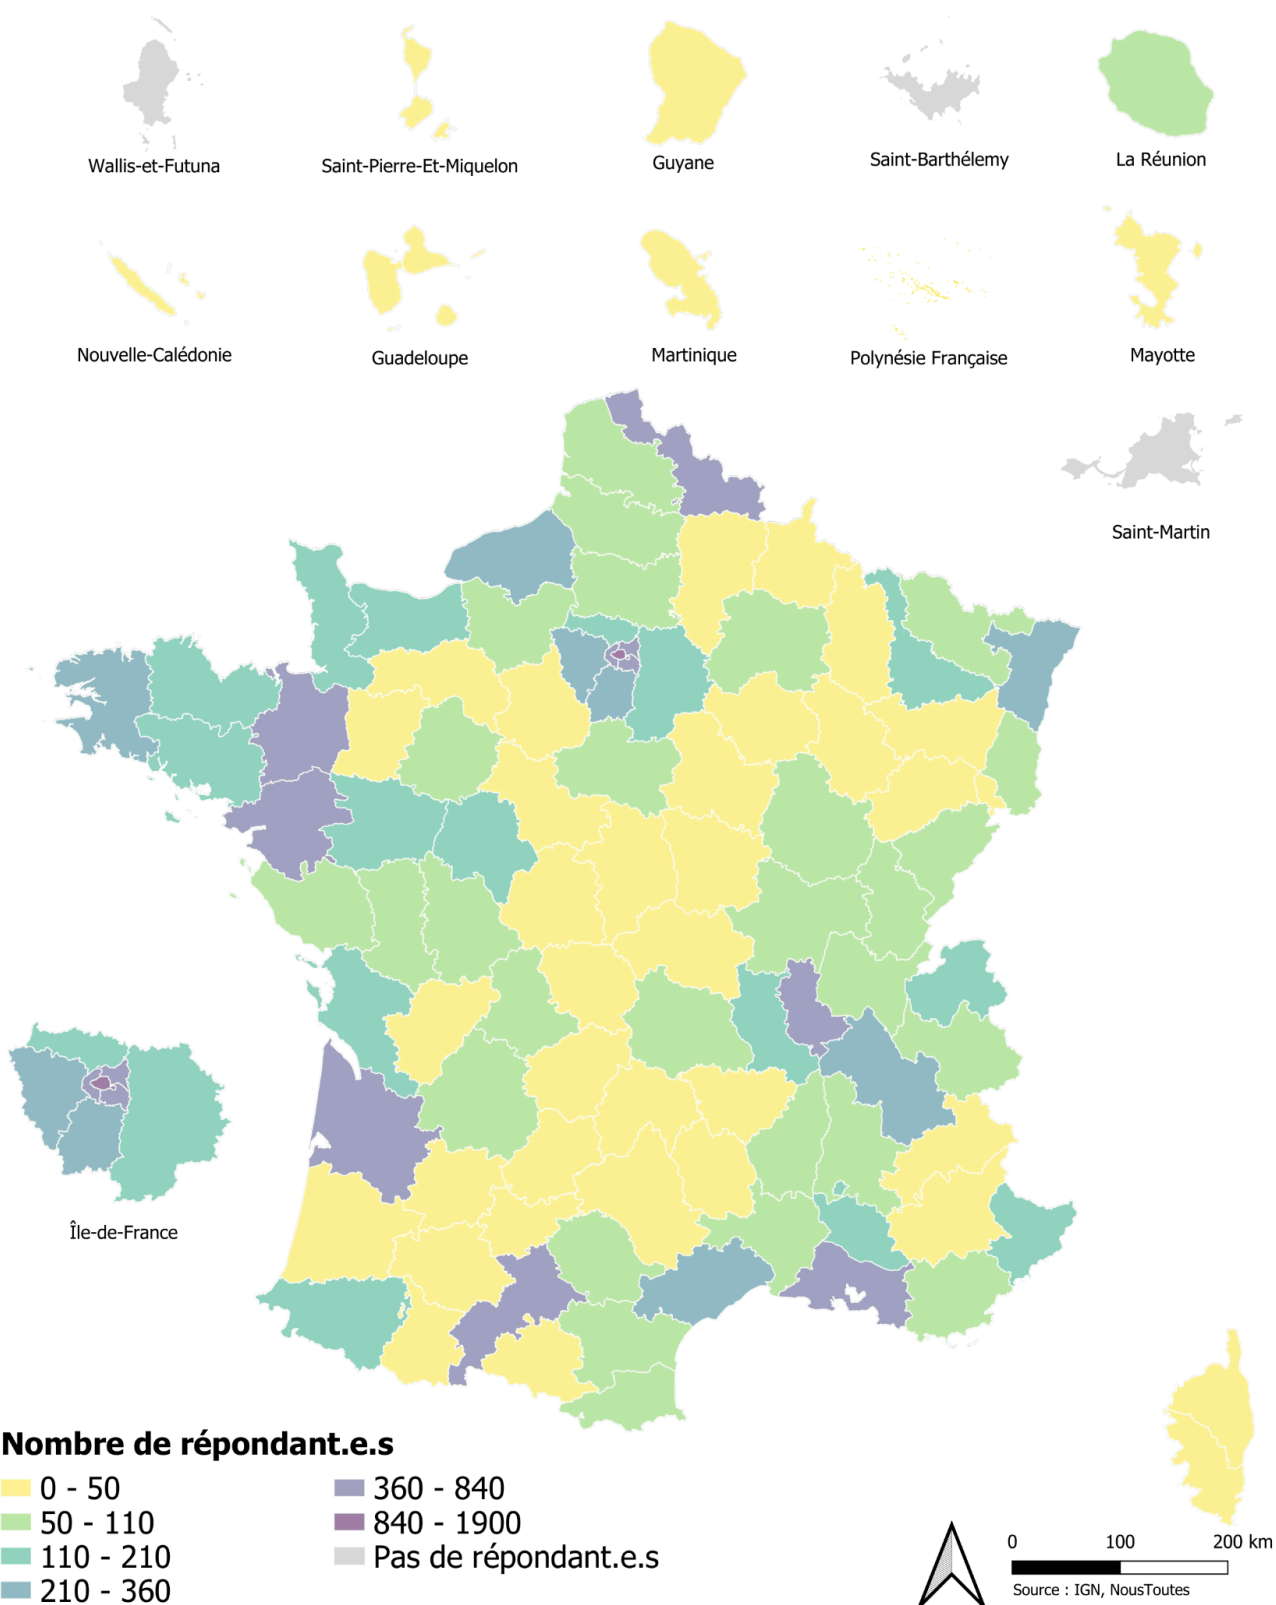 Wallis-et-Futuna
Saint-Pierre-Et-Miquelon
Guyane
Saint-Barthélemy
La Réunion
Nouvelle-Calédonie
Guadeloupe
Martinique
Polynésie Française
Mayotte
Saint-Martin
Île-de-France
Nombre de répondant.e.s
0 - 50
50 - 110
110 - 210
210 - 360
360 - 840
840 - 1900
Pas de répondant.e.s
0 100 200 km
Source : IGN, NousToutes